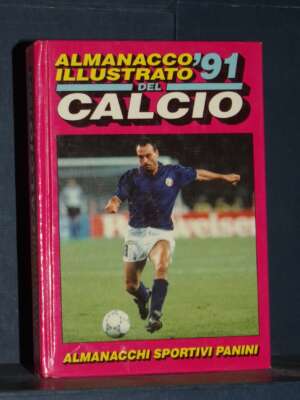 ALMANACCO '91
ILLUSTRATO
DEL
CALCIO
ALMANACCHI SPORTIVI PANINI